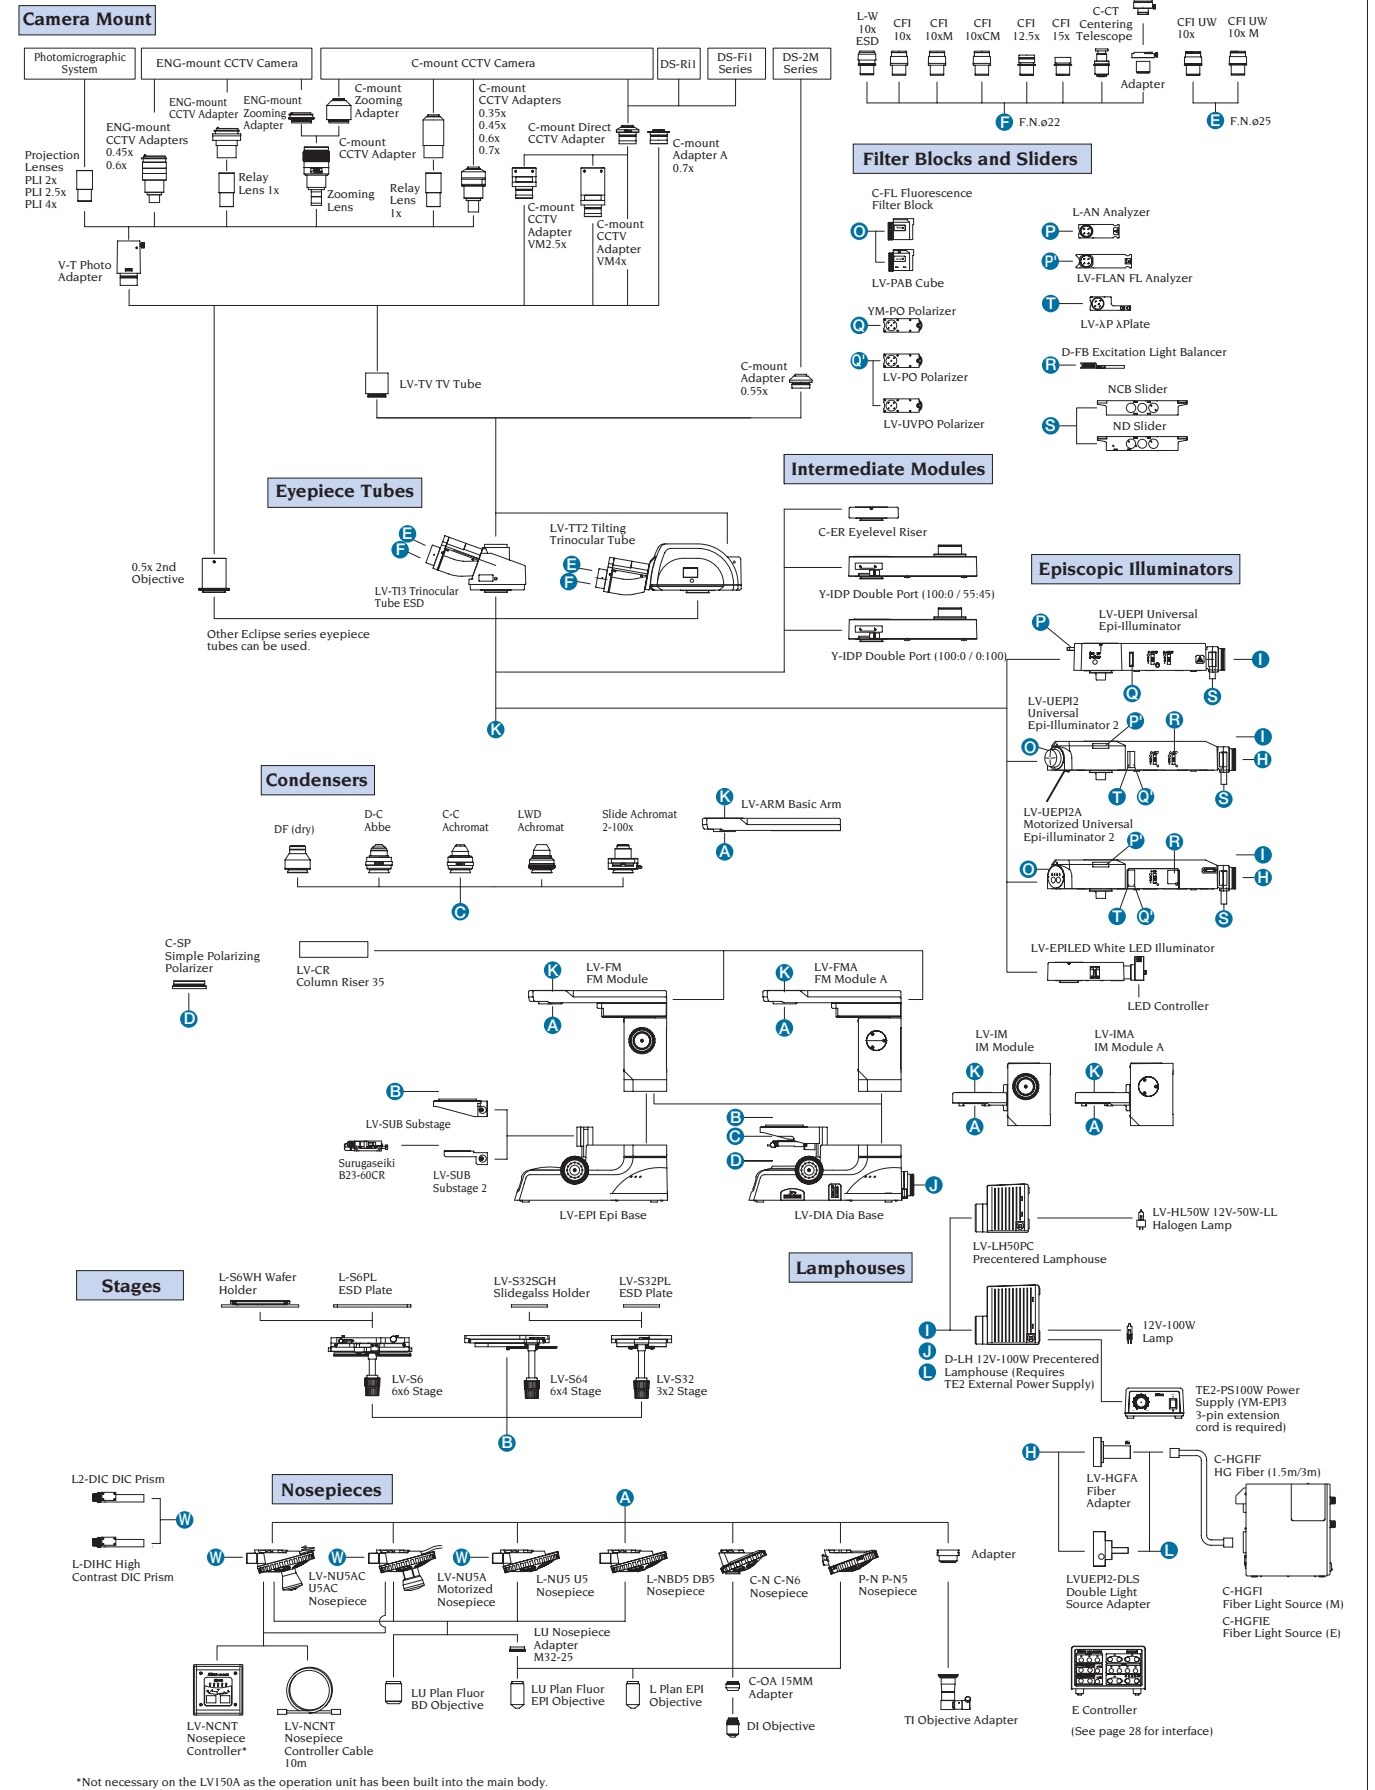 Camera Mount
Photomicrographic
System
ENG-mount CCTV Camera
C-mount CCTV Camera
DS-Ri1
DS-Fi1
Series
DS-2M
Series
Projection
Lenses
PLI 2x
PLI 2.5x
PLI 4x
ENG-mount
CCTV Adapters
0.45x
0.6x
ENG-mount
CCTV Adapter
Relay
Lens 1x
ENG-mount
Zooming
Adapter
C-mount
Zooming
Adapter
C-mount
CCTV Adapter
Zooming
Lens
Relay
Lens
1x
C-mount
CCTV Adapters
0.35x
0.45x
0.6x
0.7x
C-mount Direct
CCTV Adapter
C-mount
Adapter A
0.7x
C-mount
CCTV
Adapter
VM2.5x
C-mount
CCTV
Adapter
VM4x
V-T Photo
Adapter
LV-TV TV Tube
C-mount
Adapter
0.55x
L-W
10x
ESD
CFI
10x
CFI
10xM
CFI
10xCM
CFI
12.5x
CFI
15x
C-CT
Centering
Telescope
Adapter
CFI UW
10x
CFI UW
10x M
F F.N.ø22
E F.N.ø25
Filter Blocks and Sliders
C-FL Fluorescence
Filter Block
O
LV-PAB Cube
YM-PO Polarizer
Q
Q'
LV-PO Polarizer
LV-UVPO Polarizer
L-AN Analyzer
P
P'
LV-FLAN FL Analyzer
T
LV-λP λPlate
D-FB Excitation Light Balancer
R
NCB Slider
S
ND Slider
Eyepiece Tubes
0.5x 2nd
Objective
E
F
LV-TI3 Trinocular
Tube ESD
LV-TT2 Tilting
Trinocular Tube
E
F
Other Eclipse series eyepiece
tubes can be used.
K
Intermediate Modules
C-ER Eyelevel Riser
Y-IDP Double Port (100:0 / 55:45)
Y-IDP Double Port (100:0 / 0:100)
Episcopic Illuminators
LV-UEPI Universal
Epi-Illuminator
P
I
Q
S
LV-UEPI2
Universal
Epi-Illuminator 2
P'
R
O
I
H
T
Q'
S
LV-UEPI2A
Motorized Universal
Epi-illuminator 2
P'
R
O
I
H
T
Q'
S
LV-EPILED White LED Illuminator
LED Controller
Condensers
DF (dry)
D-C
Abbe
C-C
Achromat
LWD
Achromat
Slide Achromat
2-100x
C
K
LV-ARM Basic Arm
A
C-SP
Simple Polarizing
Polarizer
D
LV-CR
Column Riser 35
K
LV-FM
FM Module
A
K
LV-FMA
FM Module A
A
LV-IM
IM Module
K
A
LV-IMA
IM Module A
K
A
B
LV-SUB Substage
Surugaseiki
B23-60CR
LV-SUB
Substage 2
LV-EPI Epi Base
B
C
D
J
LV-DIA Dia Base
Stages
L-S6WH Wafer
Holder
L-S6PL
ESD Plate
LV-S32SGH
Slidegalss Holder
LV-S32PL
ESD Plate
LV-S6
6x6 Stage
LV-S64
6x4 Stage
LV-S32
3x2 Stage
B
Lamphouses
LV-LH50PC
Precentered Lamphouse
LV-HL50W 12V-50W-LL
Halogen Lamp
I
J
L
D-LH 12V-100W Precentered
Lamphouse (Requires
TE2 External Power Supply)
12V-100W
Lamp
TE2-PS100W Power
Supply (YM-EPI3
3-pin extension
cord is required)
H
LV-HGFA
Fiber
Adapter
C-HGFIF
HG Fiber (1.5m/3m)
L
LVUEPI2-DLS
Double Light
Source Adapter
C-HGFI
Fiber Light Source (M)
C-HGFIE
Fiber Light Source (E)
E Controller
(See page 28 for interface)
Nosepieces
L2-DIC DIC Prism
W
L-DIHC High
Contrast DIC Prism
A
W
LV-NU5AC
U5AC
Nosepiece
W
LV-NU5A
Motorized
Nosepiece
W
L-NU5 U5
Nosepiece
L-NBD5 DB5
Nosepiece
C-N C-N6
Nosepiece
P-N P-N5
Nosepiece
Adapter
LU Nosepiece
Adapter
M32-25
LV-NCNT
Nosepiece
Controller*
LV-NCNT
Nosepiece
Controller Cable
10m
LU Plan Fluor
BD Objective
LU Plan Fluor
EPI Objective
L Plan EPI
Objective
C-OA 15MM
Adapter
DI Objective
TI Objective Adapter
*Not necessary on the LV150A as the operation unit has been built into the main body.